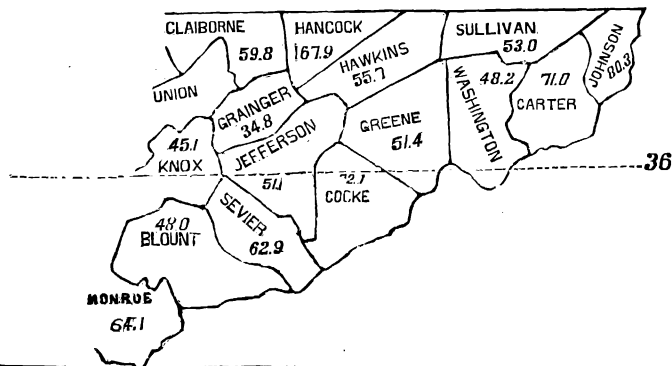 CLAIBORNE
59.8
HANCOCK
67.9
SULLIVAN
53.0
HAWKINS
55.7
JOHNSON
80.3
UNION
GRAINGER
34.8
WASHINGTON
48.2
71.0
CARTER
45.1
KNOX
JEFFERSON
51.1
GREENE
51.4
36
COCKE
SEVIER
62.9
48.0
BLOUNT
MONROE